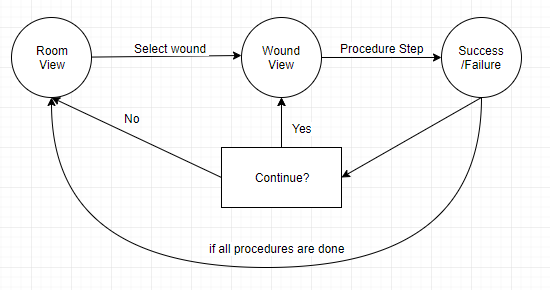 Room
View
Select wound
Wound
View
Procedure Step
Success
/Failure
No
Yes
Continue?
if all procedures are done